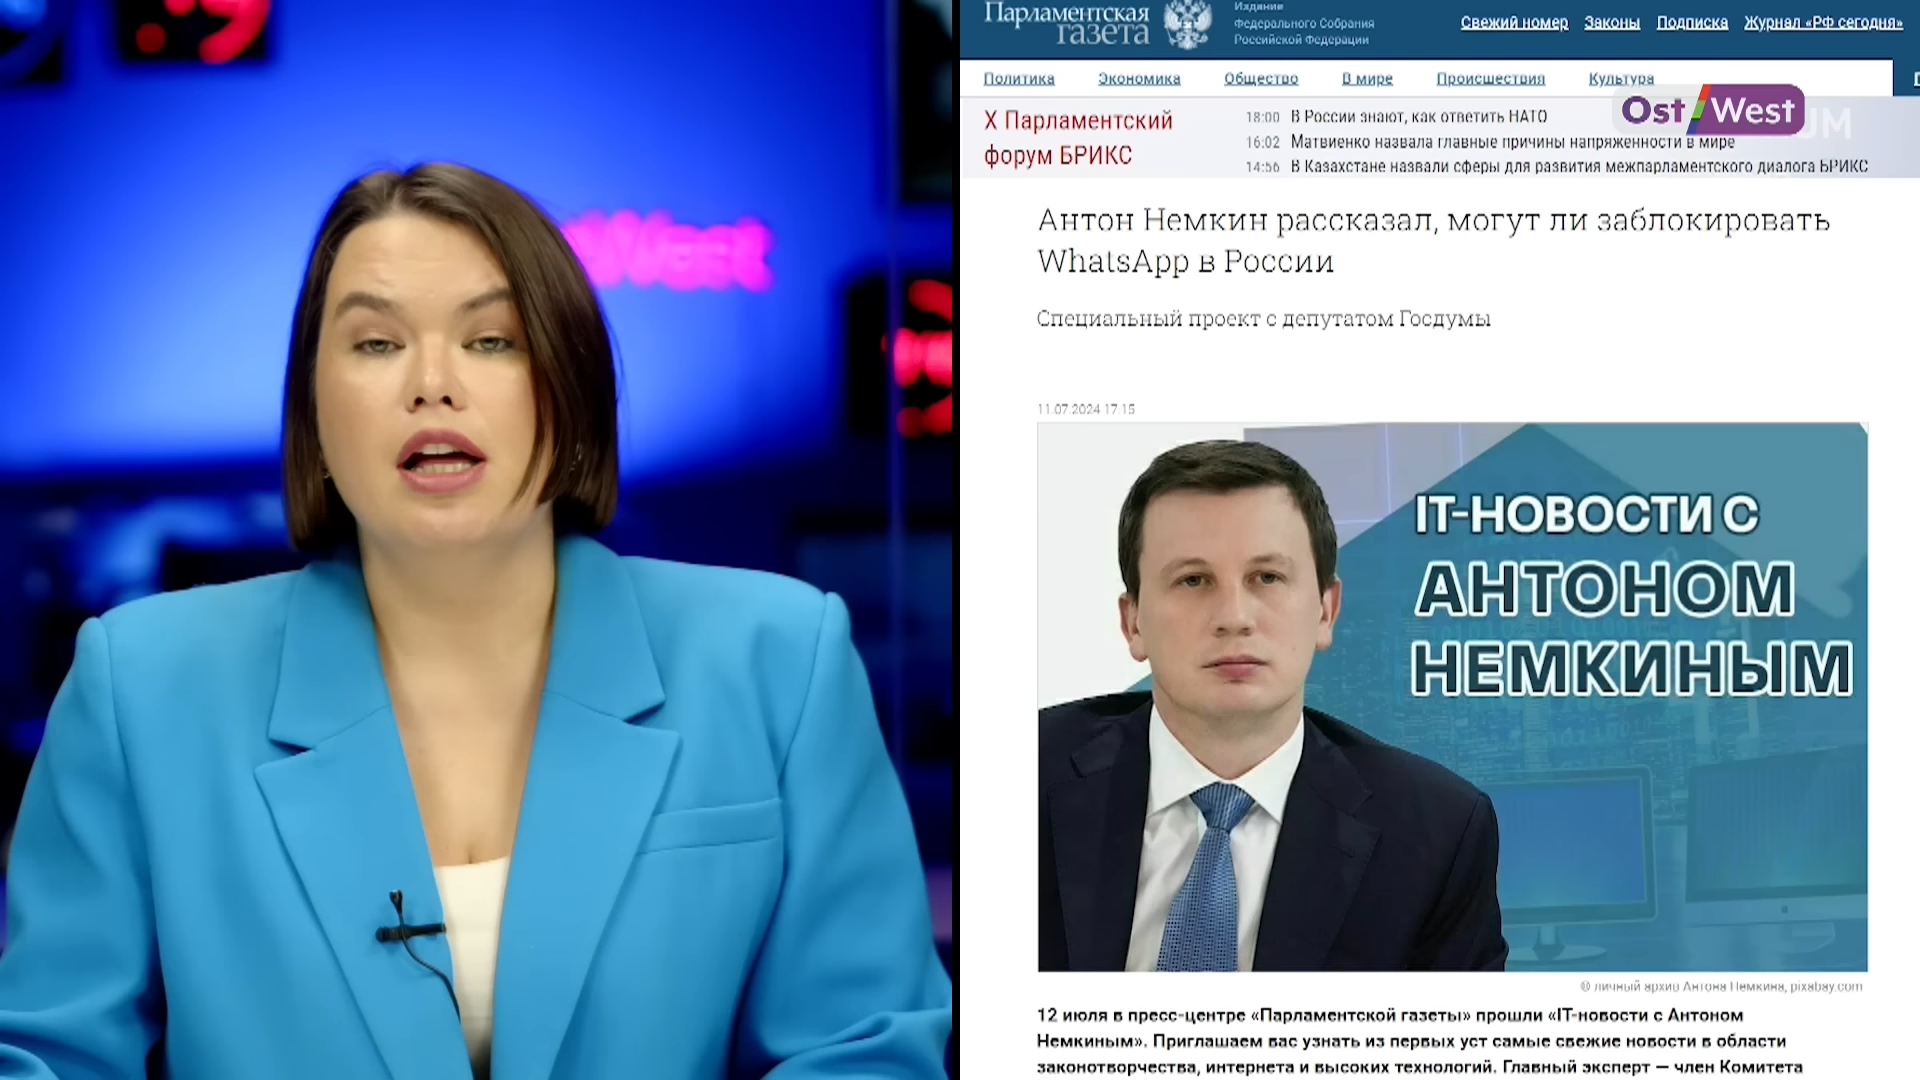 West
Парламентская
газета
Издание
Федерального Собрания
Российской Федерации
Свежий номер Законы Подписка Журнал «РФ сегодня»
Политика Экономика Общество В мире Происшествия Культура
Ost West
X Парламентский
форум БРИКС
18:00 В России знают, как ответить НАТО
16:02 Матвиенко назвала главные причины напряженности в мире
14:56 В Казахстане назвали сферы для развития межпарламентского диалога БРИКС
Антон Немкин рассказал, могут ли заблокировать
WhatsApp в России
Специальный проект с депутатом Госдумы
11.07.2024 17:15
IT-НОВОСТИ С
АНТОНОМ
НЕМКИНЫМ
© личный архив Антона Немкина, pixabay.com
12 июля в пресс-центре «Парламентской газеты» прошли «IT-новости с Антоном
Немкиным». Приглашаем вас узнать из первых уст самые свежие новости в области
законотворчества, интернета и высоких технологий. Главный эксперт — член Комитета